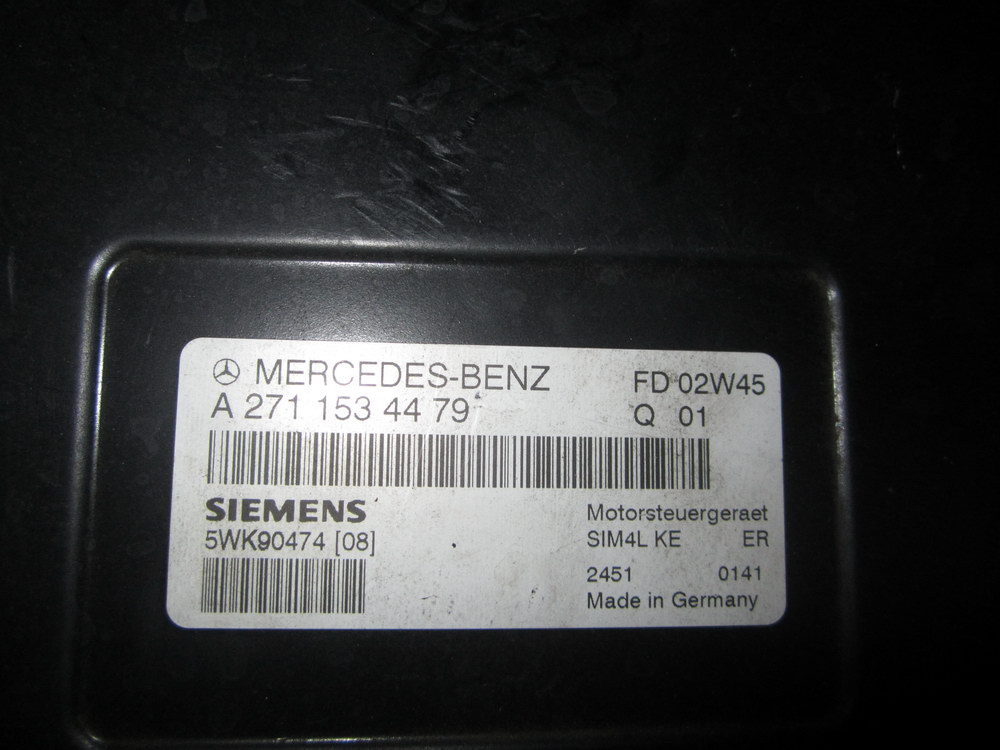 MERCEDES-BENZ FD 02W45
A 271 153 44 79 Q 01
SIEMENS Motorsteuergeraet
5WK90474 [08] SIM4L KE ER
2451 0141
Made in Germany